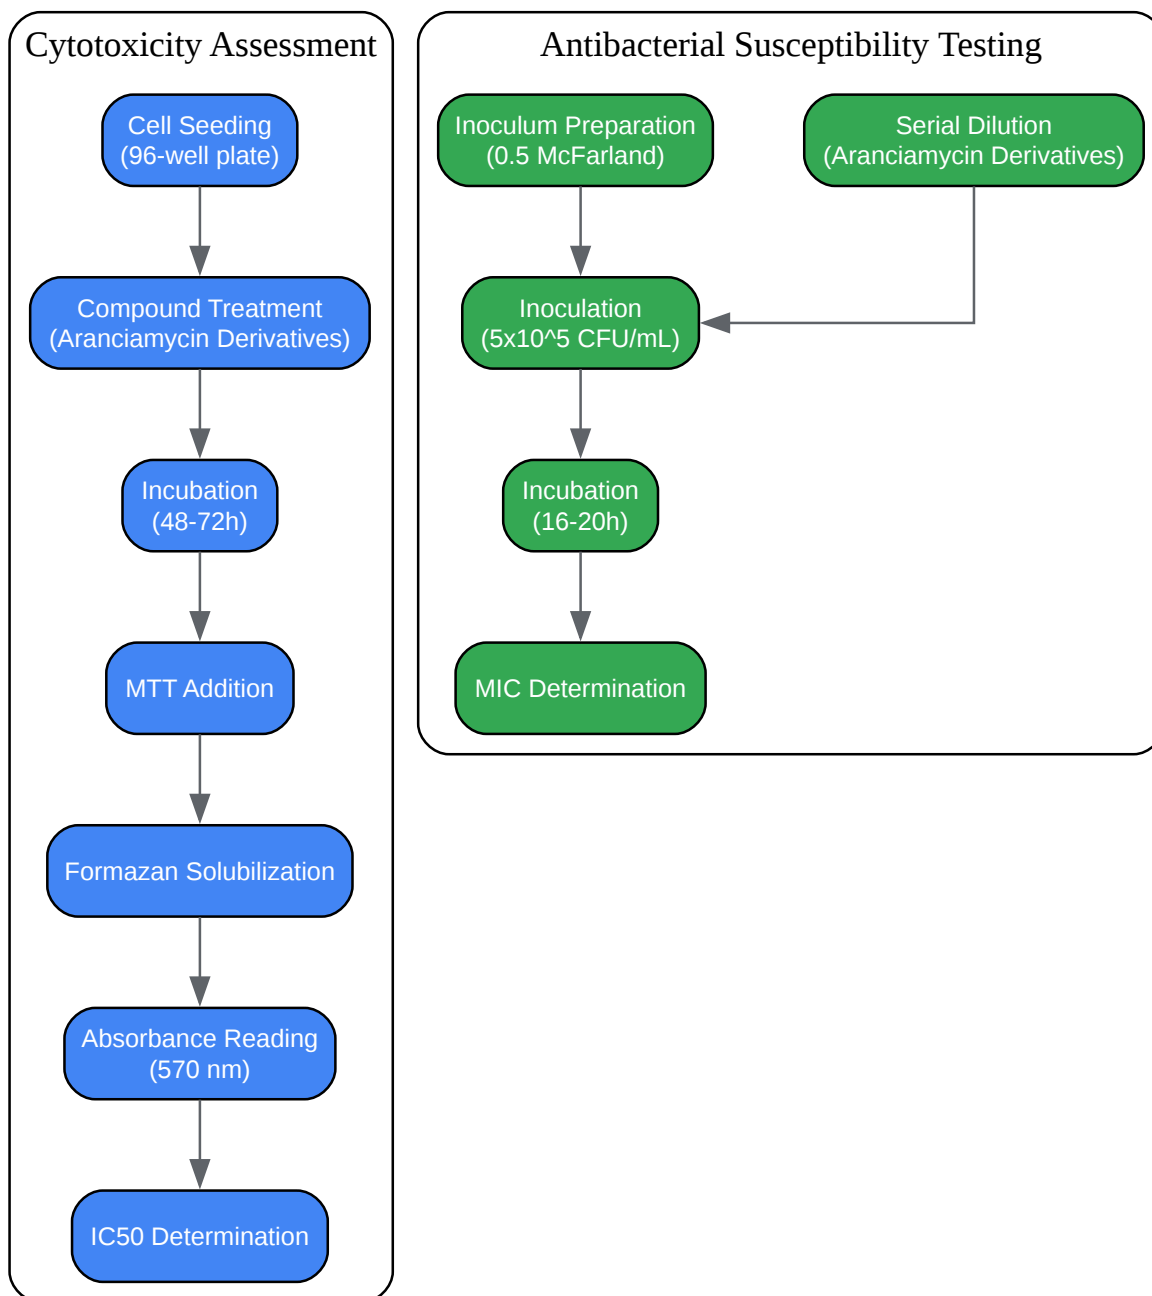 Cytotoxicity Assessment
Cell Seeding
(96-well plate)
Compound Treatment
(Aranciamycin Derivatives)
Incubation
(48-72h)
MTT Addition
Formazan Solubilization
Absorbance Reading
(570 nm)
IC50 Determination
Antibacterial Susceptibility Testing
Inoculum Preparation
(0.5 McFarland)
Serial Dilution
(Aranciamycin Derivatives)
Inoculation
(5x10^5 CFU/mL)
Incubation
(16-20h)
MIC Determination